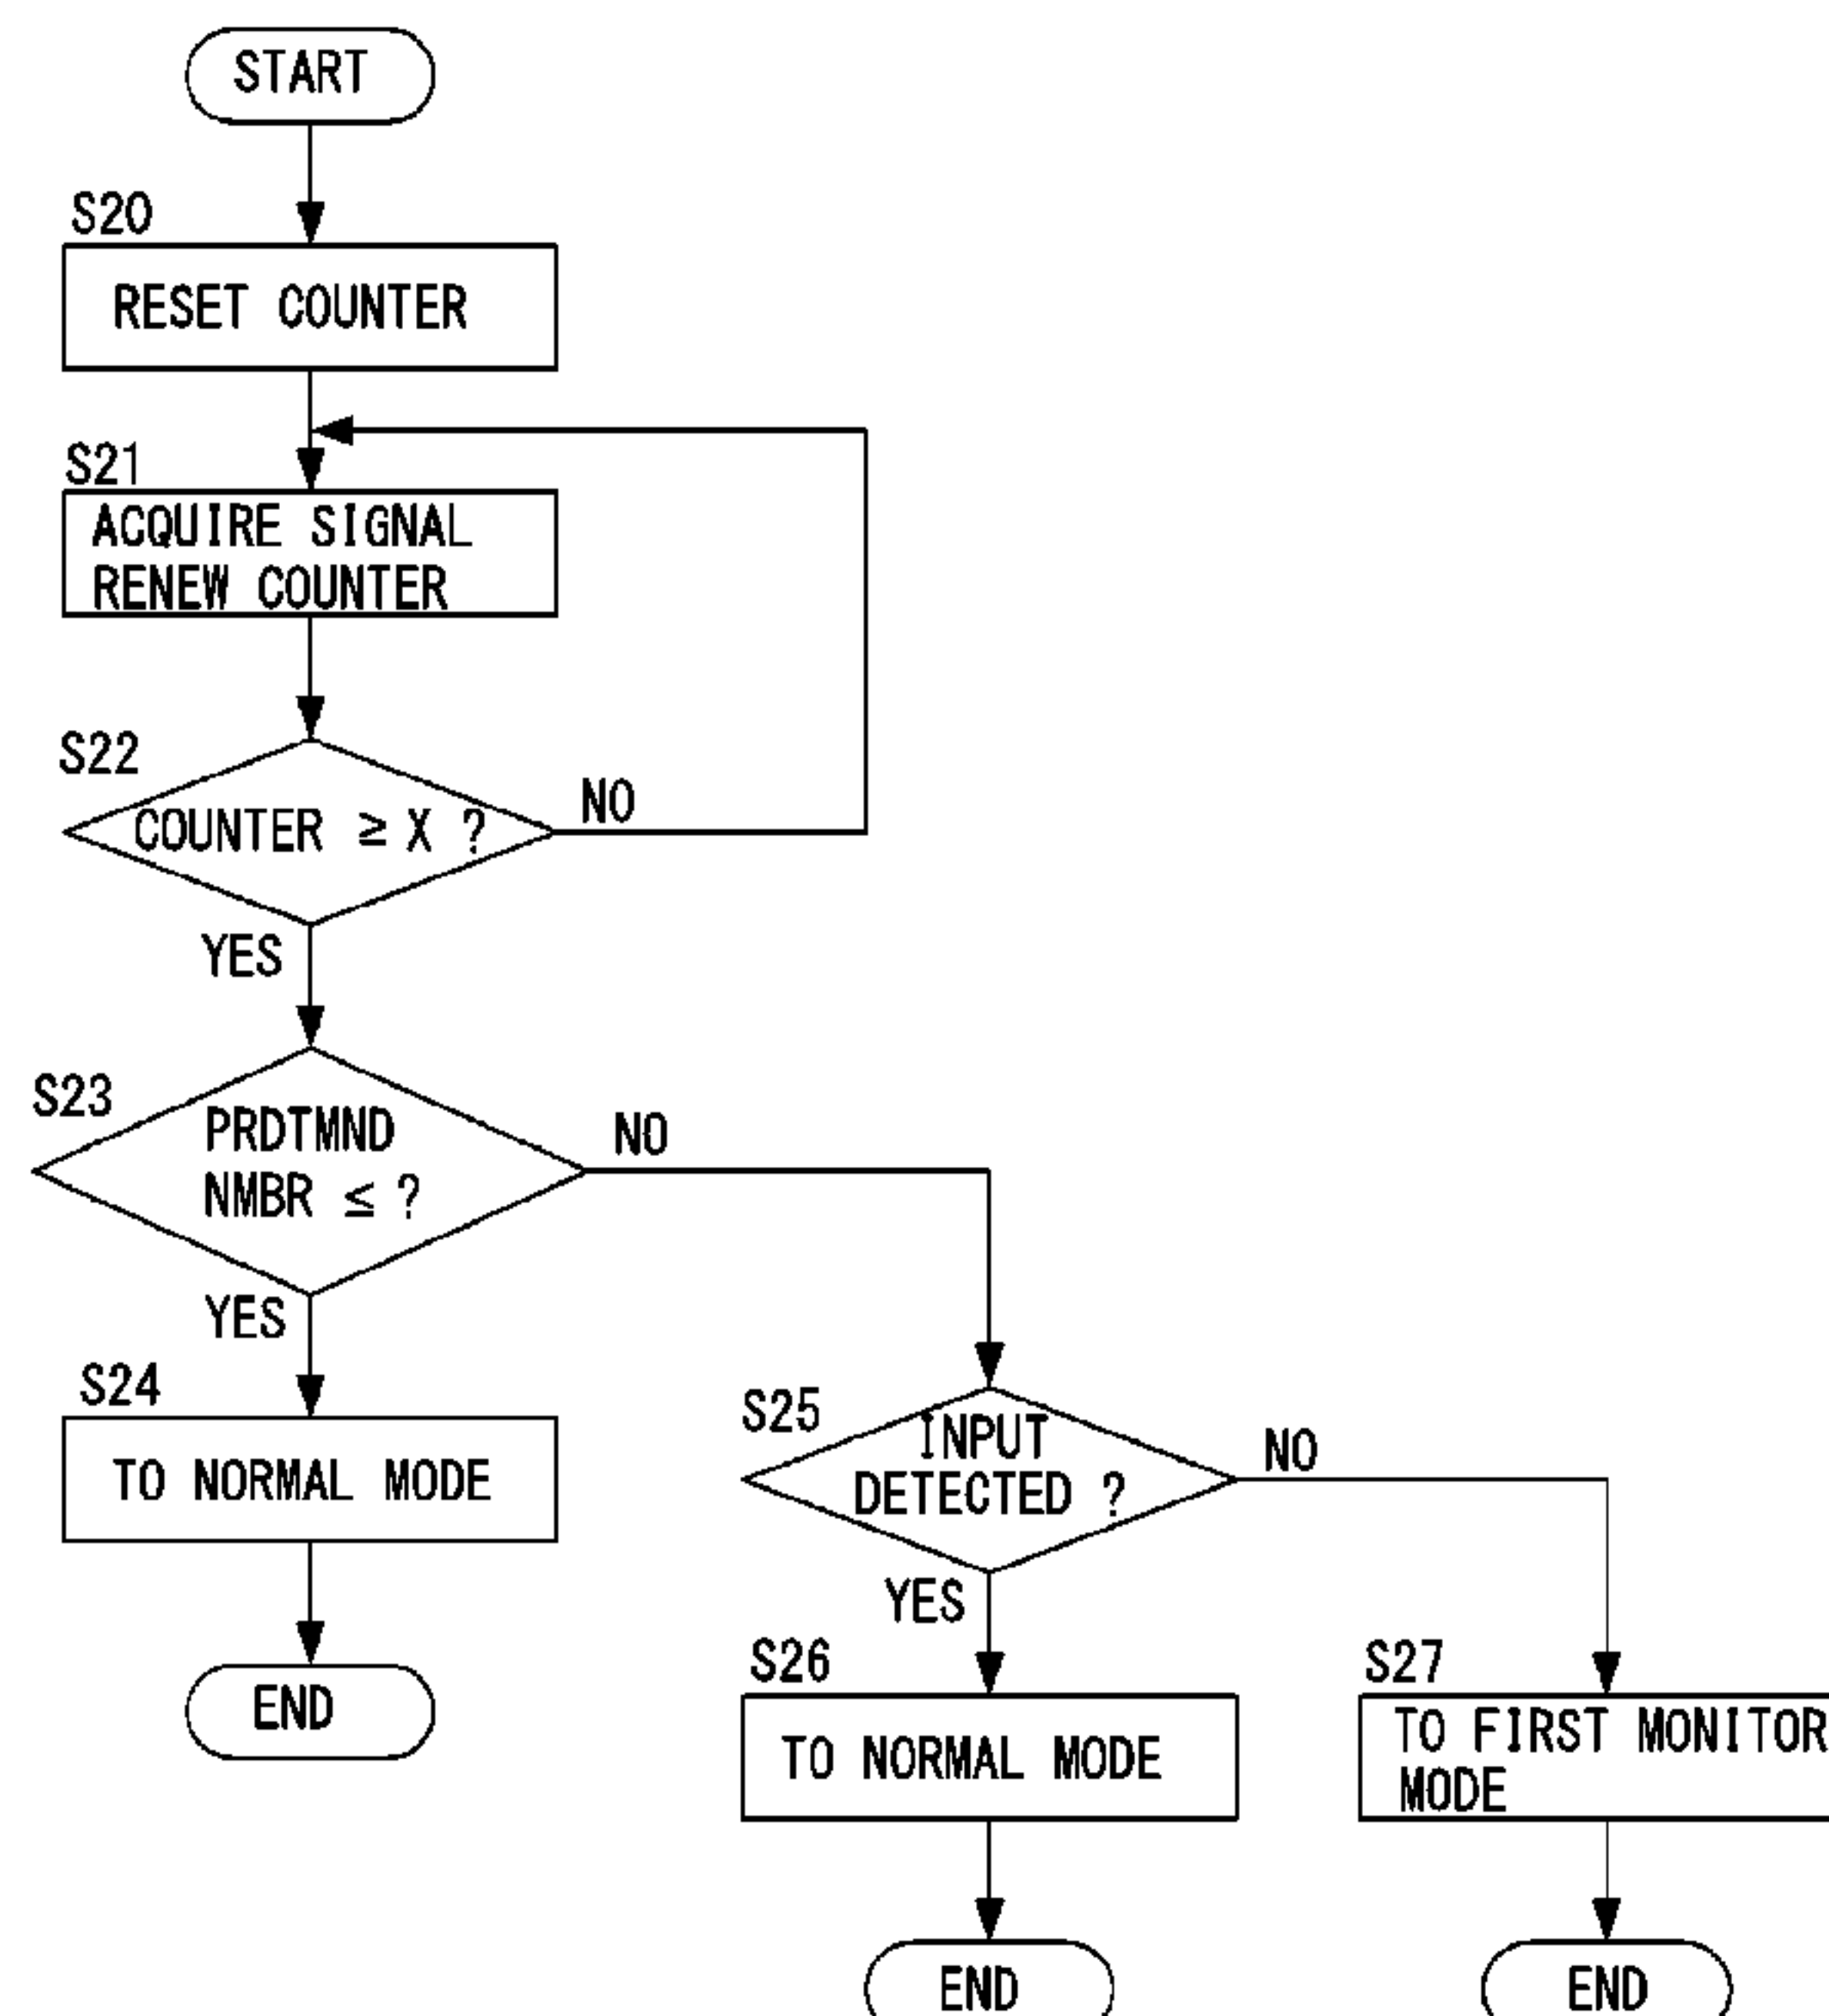 START
S20
RESET COUNTER
S21
ACQUIRE SIGNAL
RENEW COUNTER
S22
COUNTER ≥ X ?
NO
YES
S23
PRDTMND
NMBR ≤ ?
NO
YES
S24
TO NORMAL MODE
END
S25
INPUT
DETECTED ?
NO
YES
S26
TO NORMAL MODE
END
S27
TO FIRST MONITOR
MODE
END